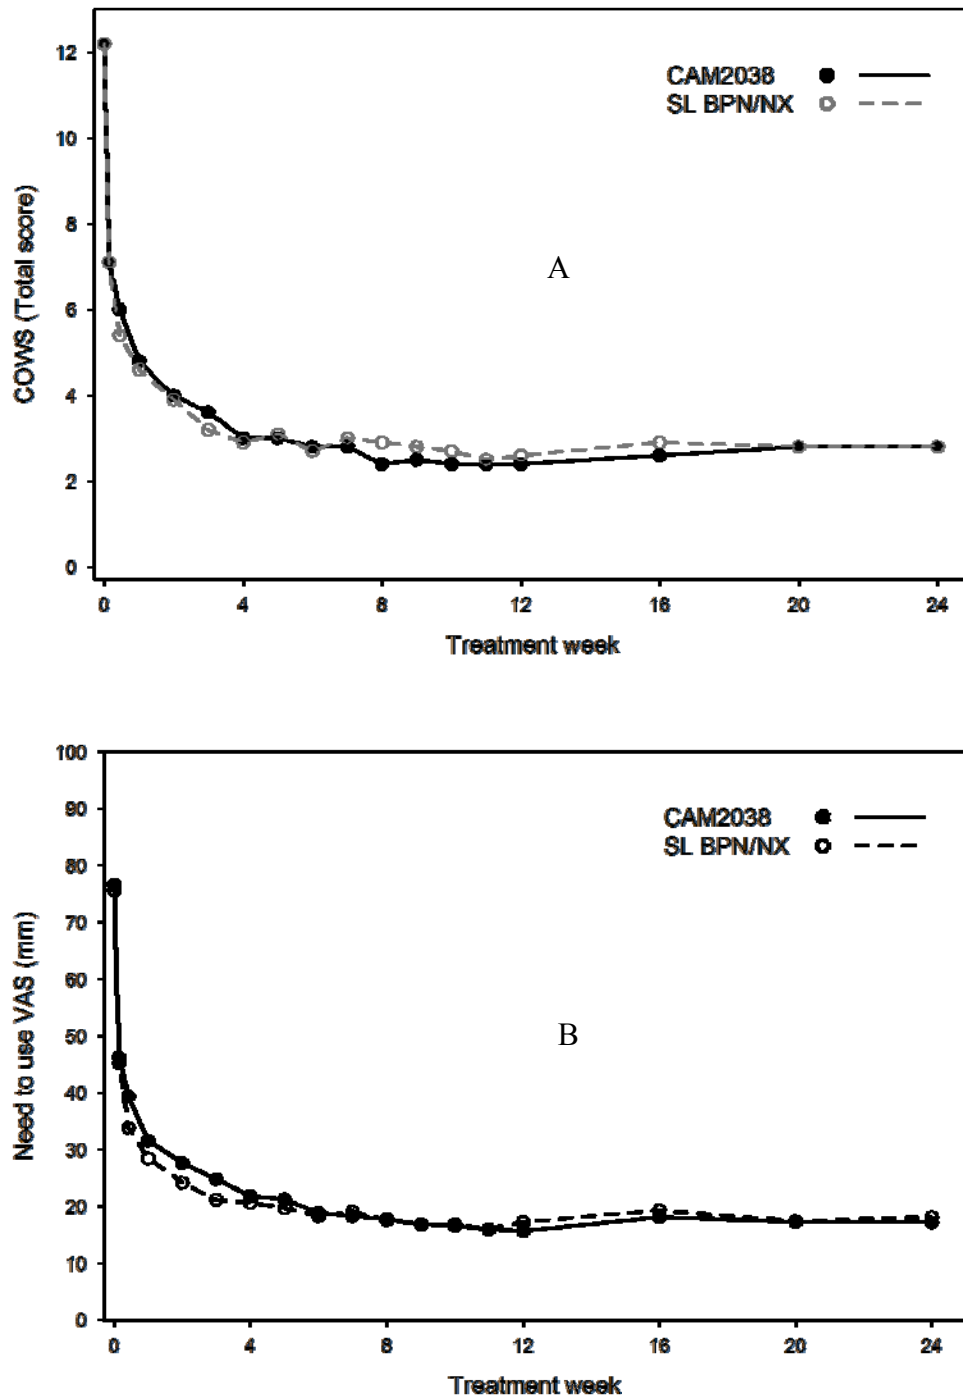 12
10
8
6
4
2
0
COWS (Total score)
CAM2038
SL BPN/NX
A
0 4 8 12 16 20 24
Treatment week
100
90
80
70
60
50
40
30
20
10
0
Need to use VAS (mm)
CAM2038
SL BPN/NX
B
0 4 8 12 16 20 24
Treatment week